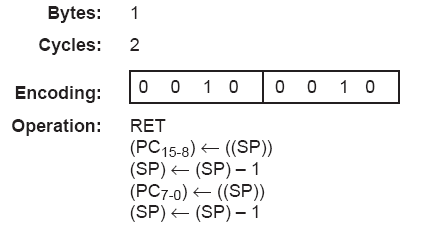 Bytes: 1
Cycles: 2
Encoding: 0 0 1 0 0 0 1 0
Operation: RET
(PC15-8) ← ((SP))
(SP) ← (SP) – 1
(PC7-0) ← ((SP))
(SP) ← (SP) – 1